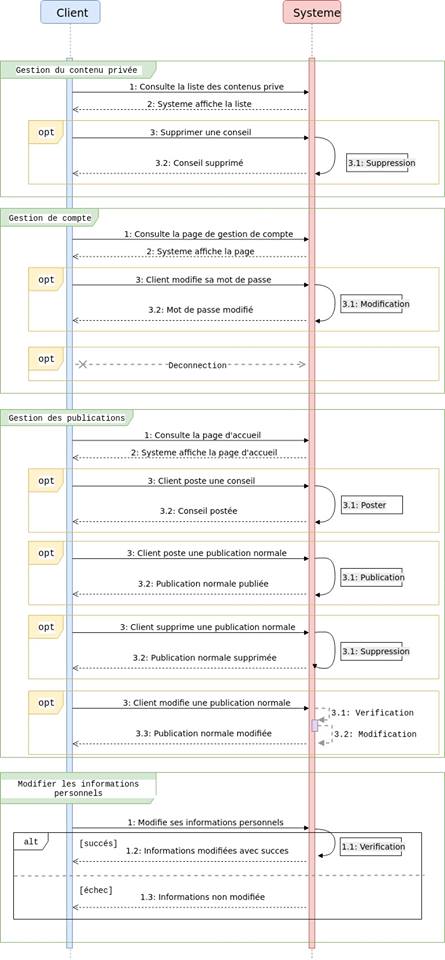 Client
Systeme
Gestion du contenu privée
1: Consulte la liste des contenus prive
2: Systeme affiche la liste
opt
3: Supprimer une conseil
3.2: Conseil supprimé
3.1: Suppression
Gestion de compte
1: Consulte la page de gestion de compte
2: Systeme affiche la page
opt
3: Client modifie sa mot de passe
3.1: Modification
3.2: Mot de passe modifié
opt
Deconnection
Gestion des publications
1: Consulte la page d'accueil
2: Systeme affiche la page d'accueil
opt
3: Client poste une conseil
3.1: Poster
3.2: Conseil postée
opt
3: Client poste une publication normale
3.1: Publication
3.2: Publication normale publiée
opt
3: Client supprime une publication normale
3.1: Suppression
3.2: Publication normale supprimée
opt
3: Client modifie une publication normale
3.1: Verification
3.3: Publication normale modifiée
3.2: Modification
Modifier les informations
personnels
1: Modifie ses informations personnels
alt
[succés]
1.1: Verification
1.2: Informations modifiées avec succes
[échec]
1.3: Informations non modifiée